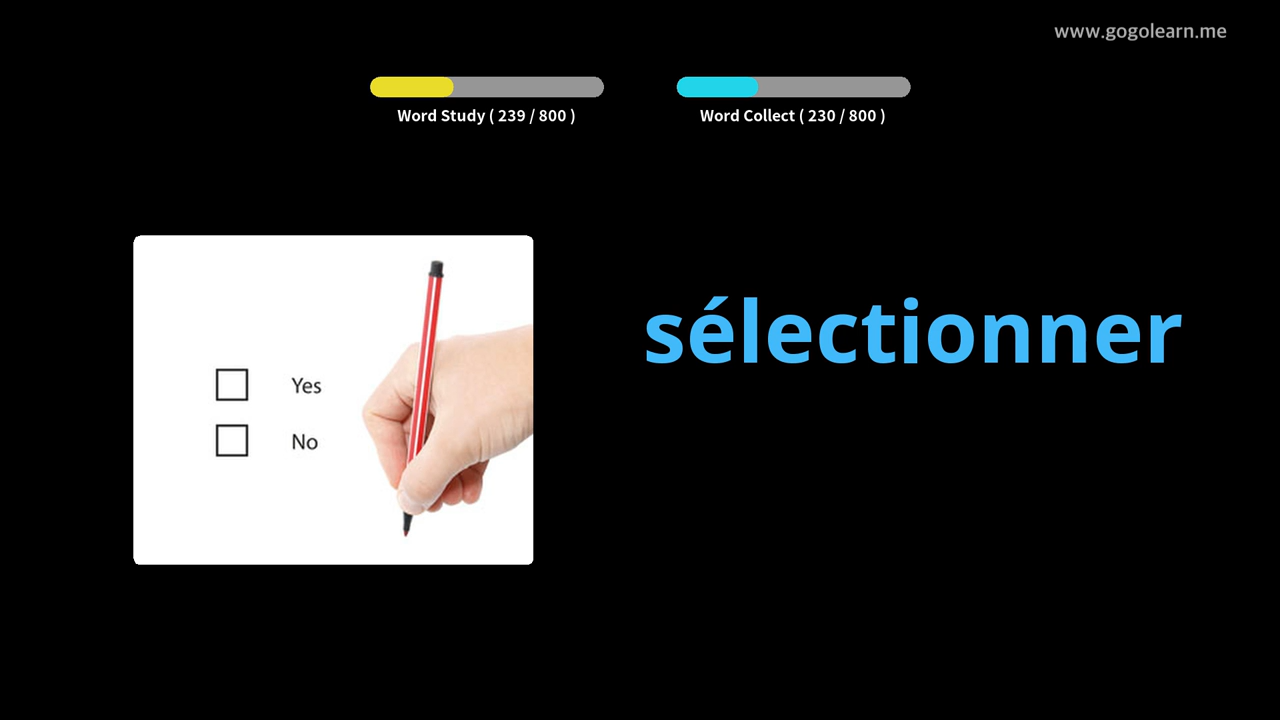 www.gogolearn.me
Word Study ( 239 / 800 )
Word Collect ( 230 / 800 )
sélectionner
Yes
No